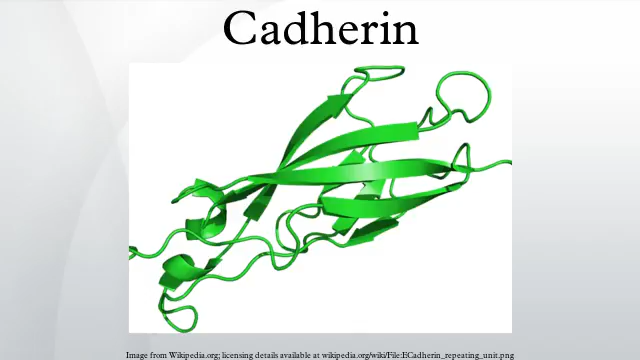 Cadherin
Image from Wikipedia.org; licensing details available at wikipedia.org/wiki/File:ECadherin_repeating_unit.png